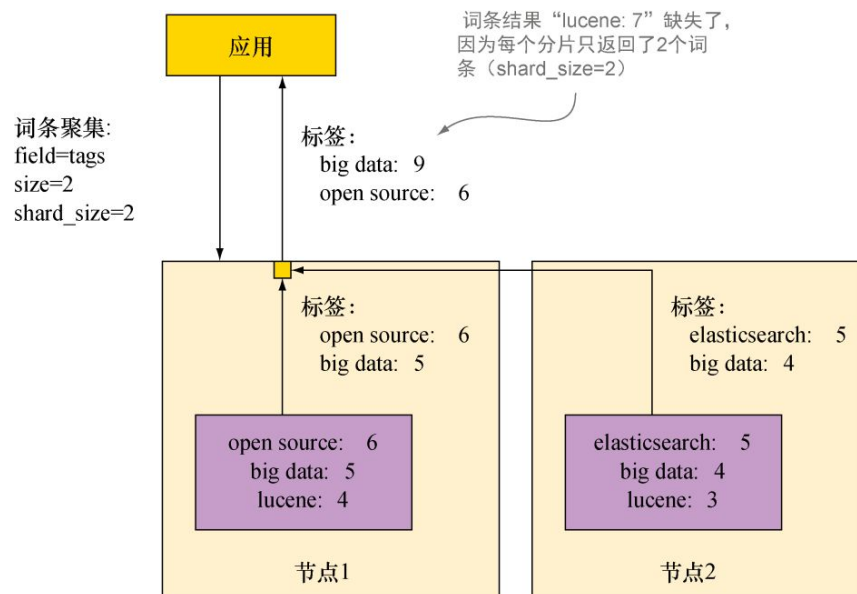 应用
词条结果“lucene: 7”缺失了,
因为每个分片只返回了2个词
条（shard_size=2）
词条聚集:
field=tags
size=2
shard_size=2
标签：
big data: 9
open source: 6
标签：
open source: 6
big data: 5
标签：
elasticsearch: 5
big data: 4
open source: 6
big data: 5
lucene: 4
elasticsearch: 5
big data: 4
lucene: 3
节点1
节点2